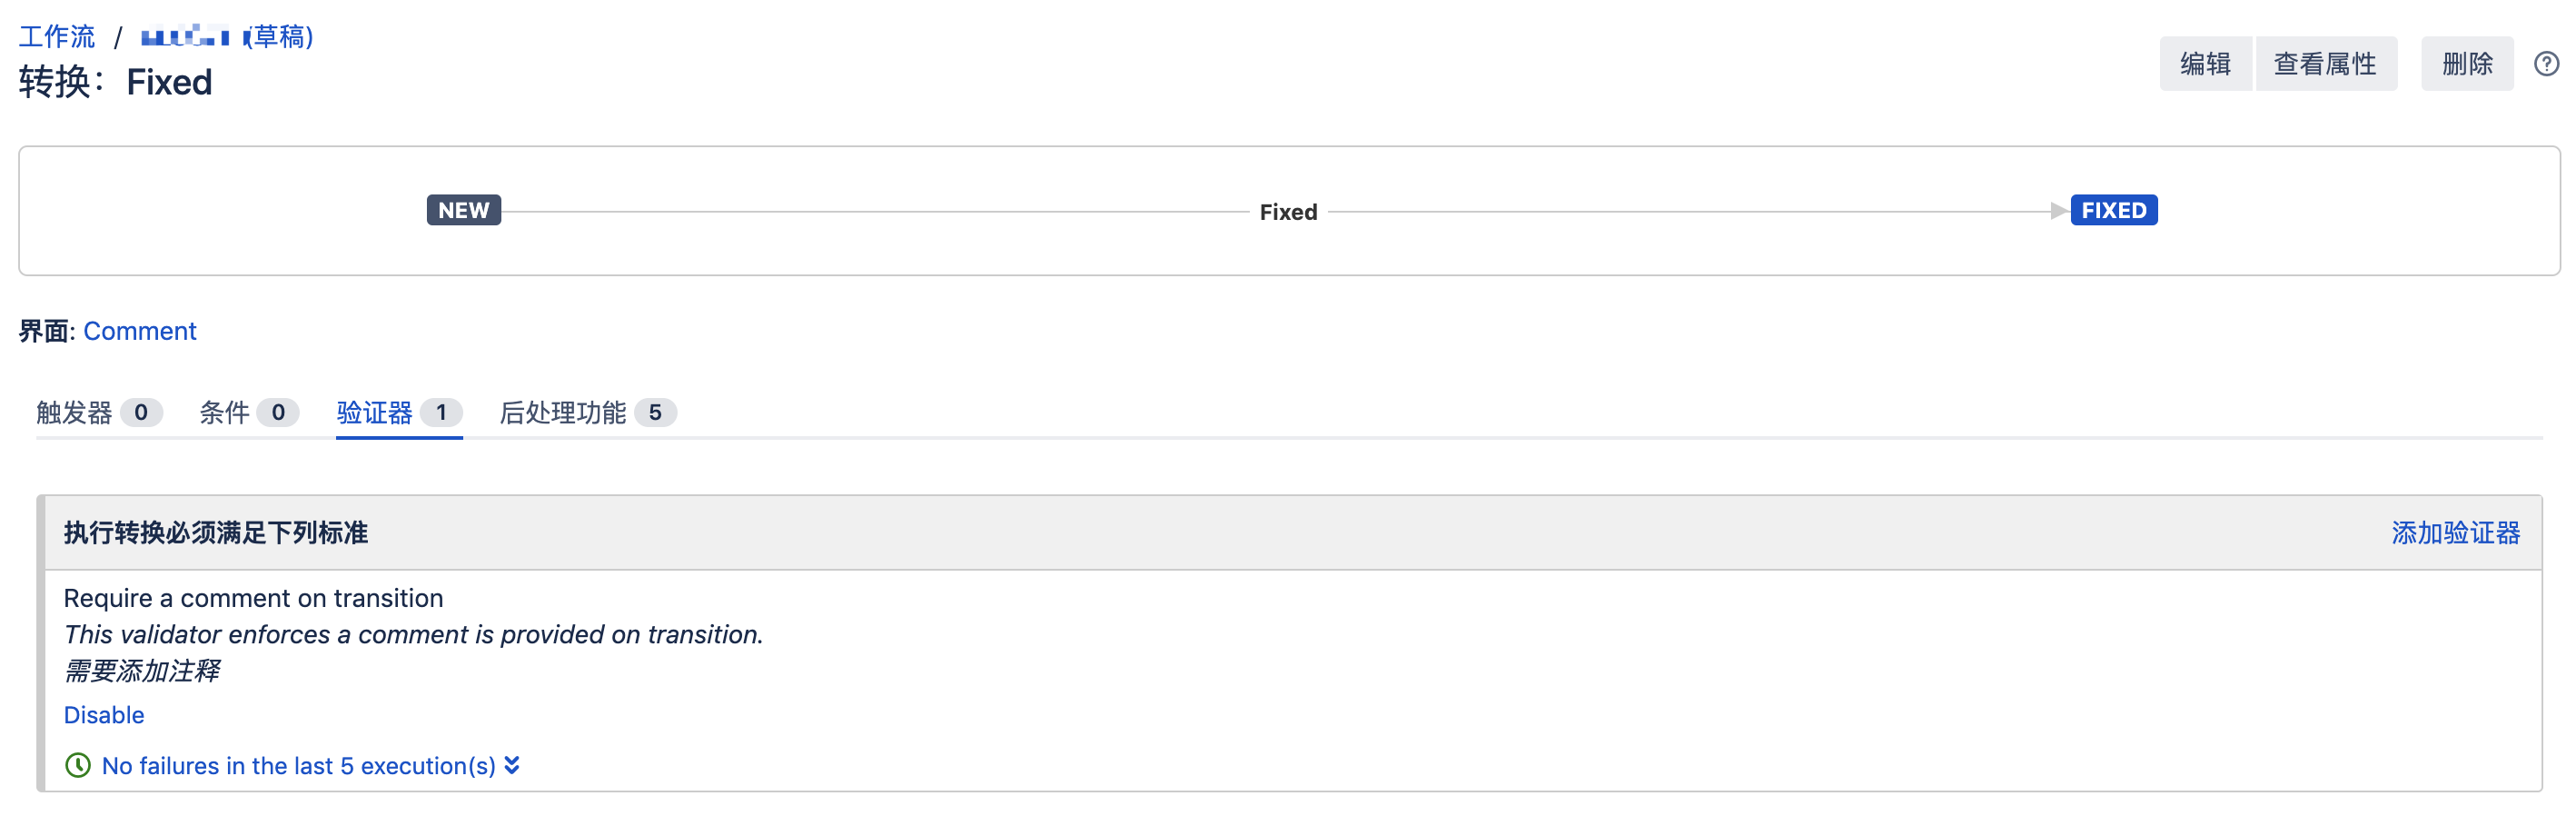 工作流 / (草稿)
转换： Fixed
编辑 查看属性 删除
NEW Fixed FIXED
界面: Comment
触发器 0 条件 0 验证器 1 后处理功能 5
执行转换必须满足下列标准 添加验证器
Require a comment on transition
This validator enforces a comment is provided on transition.
需要添加注释
Disable
No failures in the last 5 execution(s)